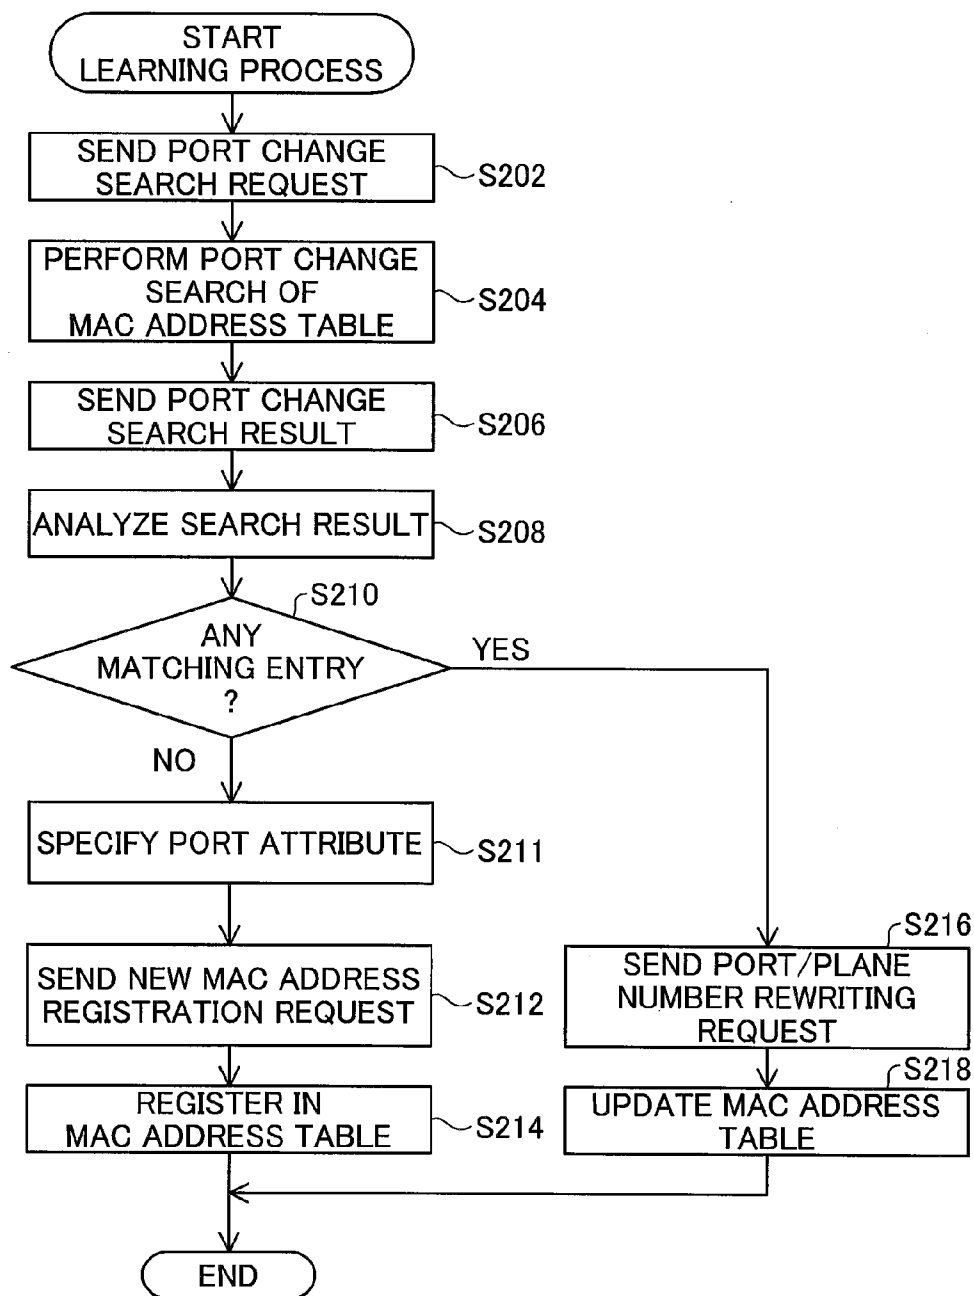 START
LEARNING PROCESS
SEND PORT CHANGE
SEARCH REQUEST
S202
PERFORM PORT CHANGE
SEARCH OF
MAC ADDRESS TABLE
S204
SEND PORT CHANGE
SEARCH RESULT
S206
ANALYZE SEARCH RESULT
S208
S210
ANY
MATCHING ENTRY
?
YES
NO
SPECIFY PORT ATTRIBUTE
S211
SEND NEW MAC ADDRESS
REGISTRATION REQUEST
S212
REGISTER IN
MAC ADDRESS TABLE
S214
S216
SEND PORT/PLANE
NUMBER REWRITING
REQUEST
S218
UPDATE MAC ADDRESS
TABLE
END